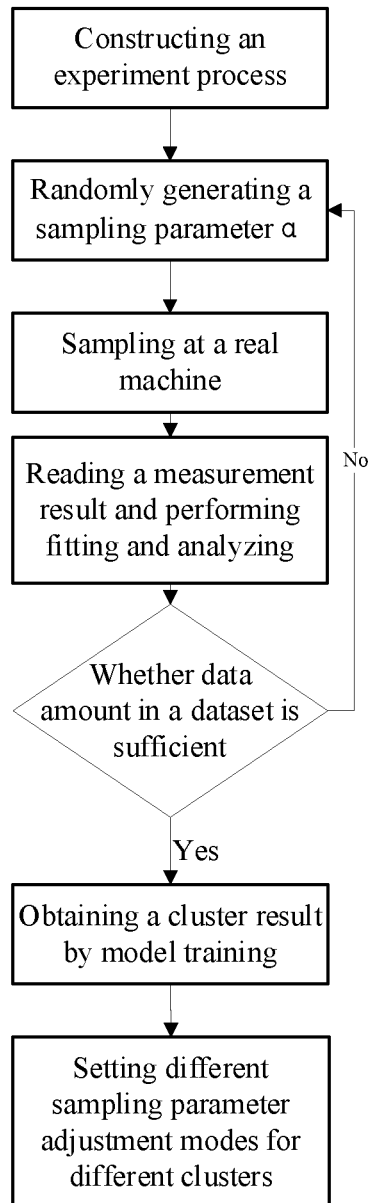 Constructing an
experiment process
Randomly generating a
sampling parameter α
Sampling at a real
machine
Reading a measurement
result and performing
fitting and analyzing
No
Whether data
amount in a dataset is
sufficient
Yes
Obtaining a cluster result
by model training
Setting different
sampling parameter
adjustment modes for
different clusters